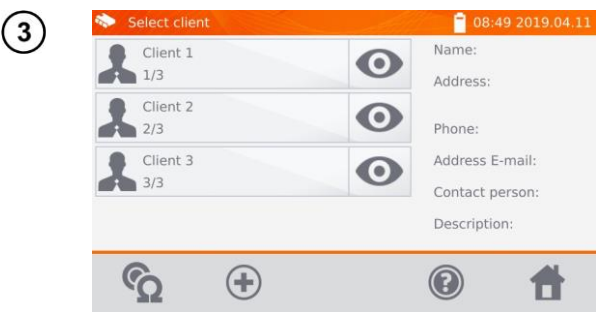 3
Select client
08:49 2019.04.11
Client 1
1/3
Client 2
2/3
Client 3
3/3
Name:
Address:
Phone:
Address E-mail:
Contact person:
Description: